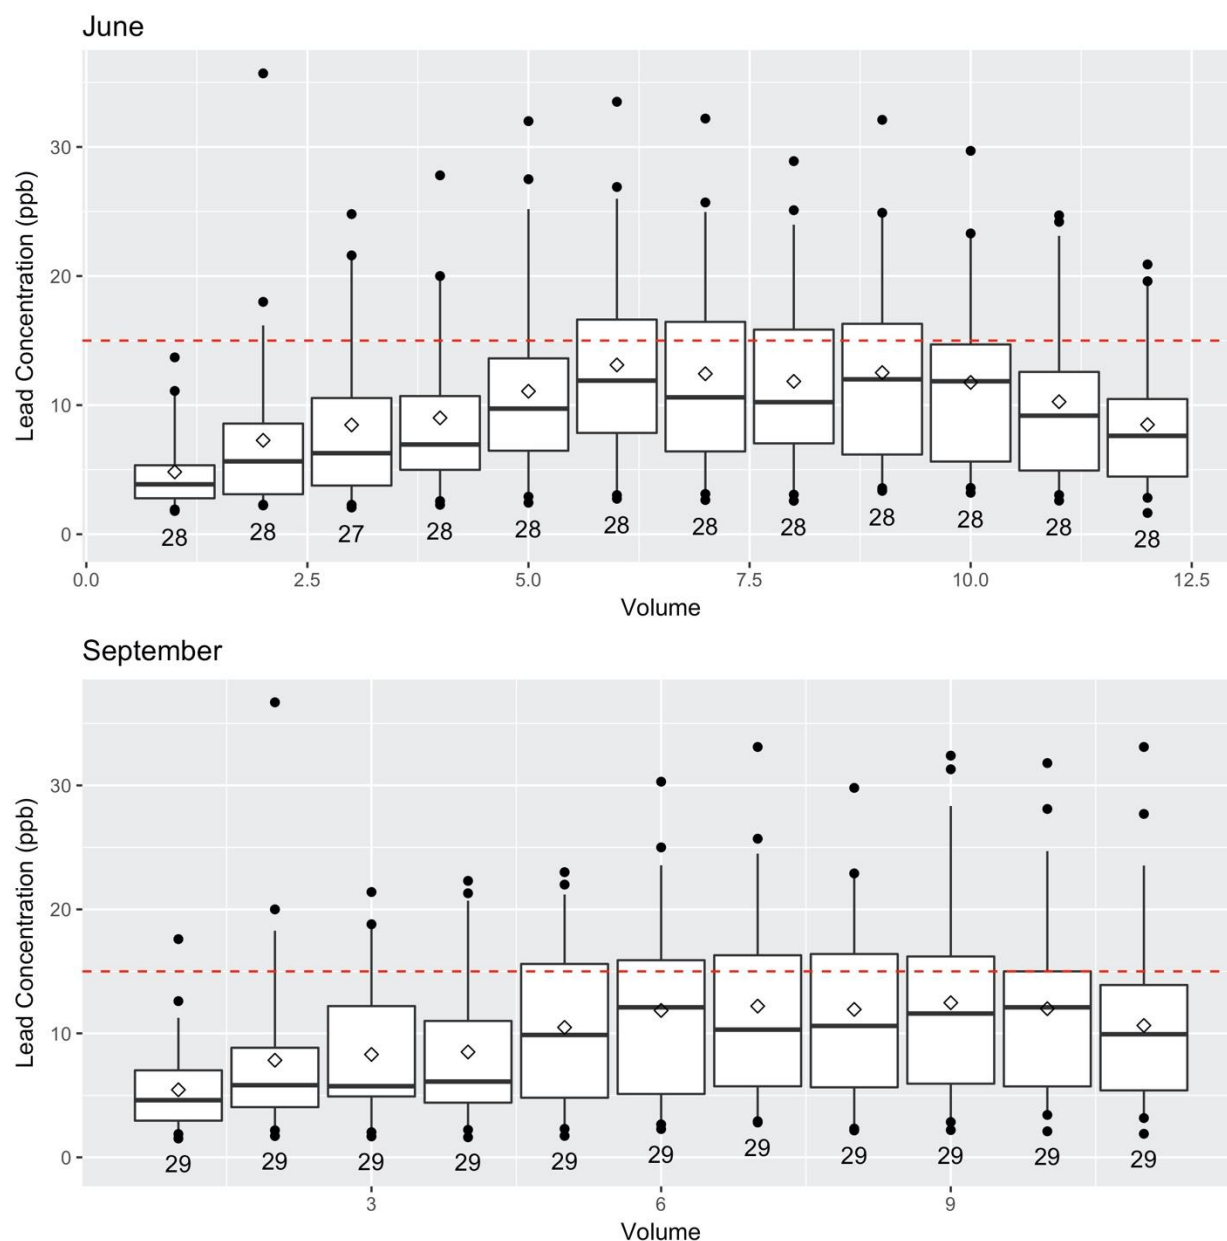 June
Lead Concentration (ppb)
30
20
10
0
28 28 27 28 28 28 28 28 28 28 28 28
0.0 2.5 5.0 7.5 10.0 12.5
Volume
September
Lead Concentration (ppb)
30
20
10
0
29 29 29 29 29 29 29 29 29 29 29
3 6 9
Volume